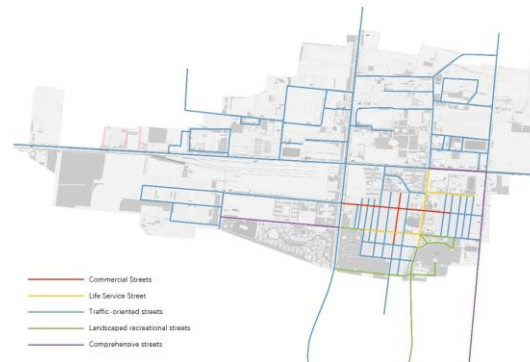 Commercial Streets
Life Service Street
Traffic-oriented streets
Landscaped recreational streets
Comprehensive streets